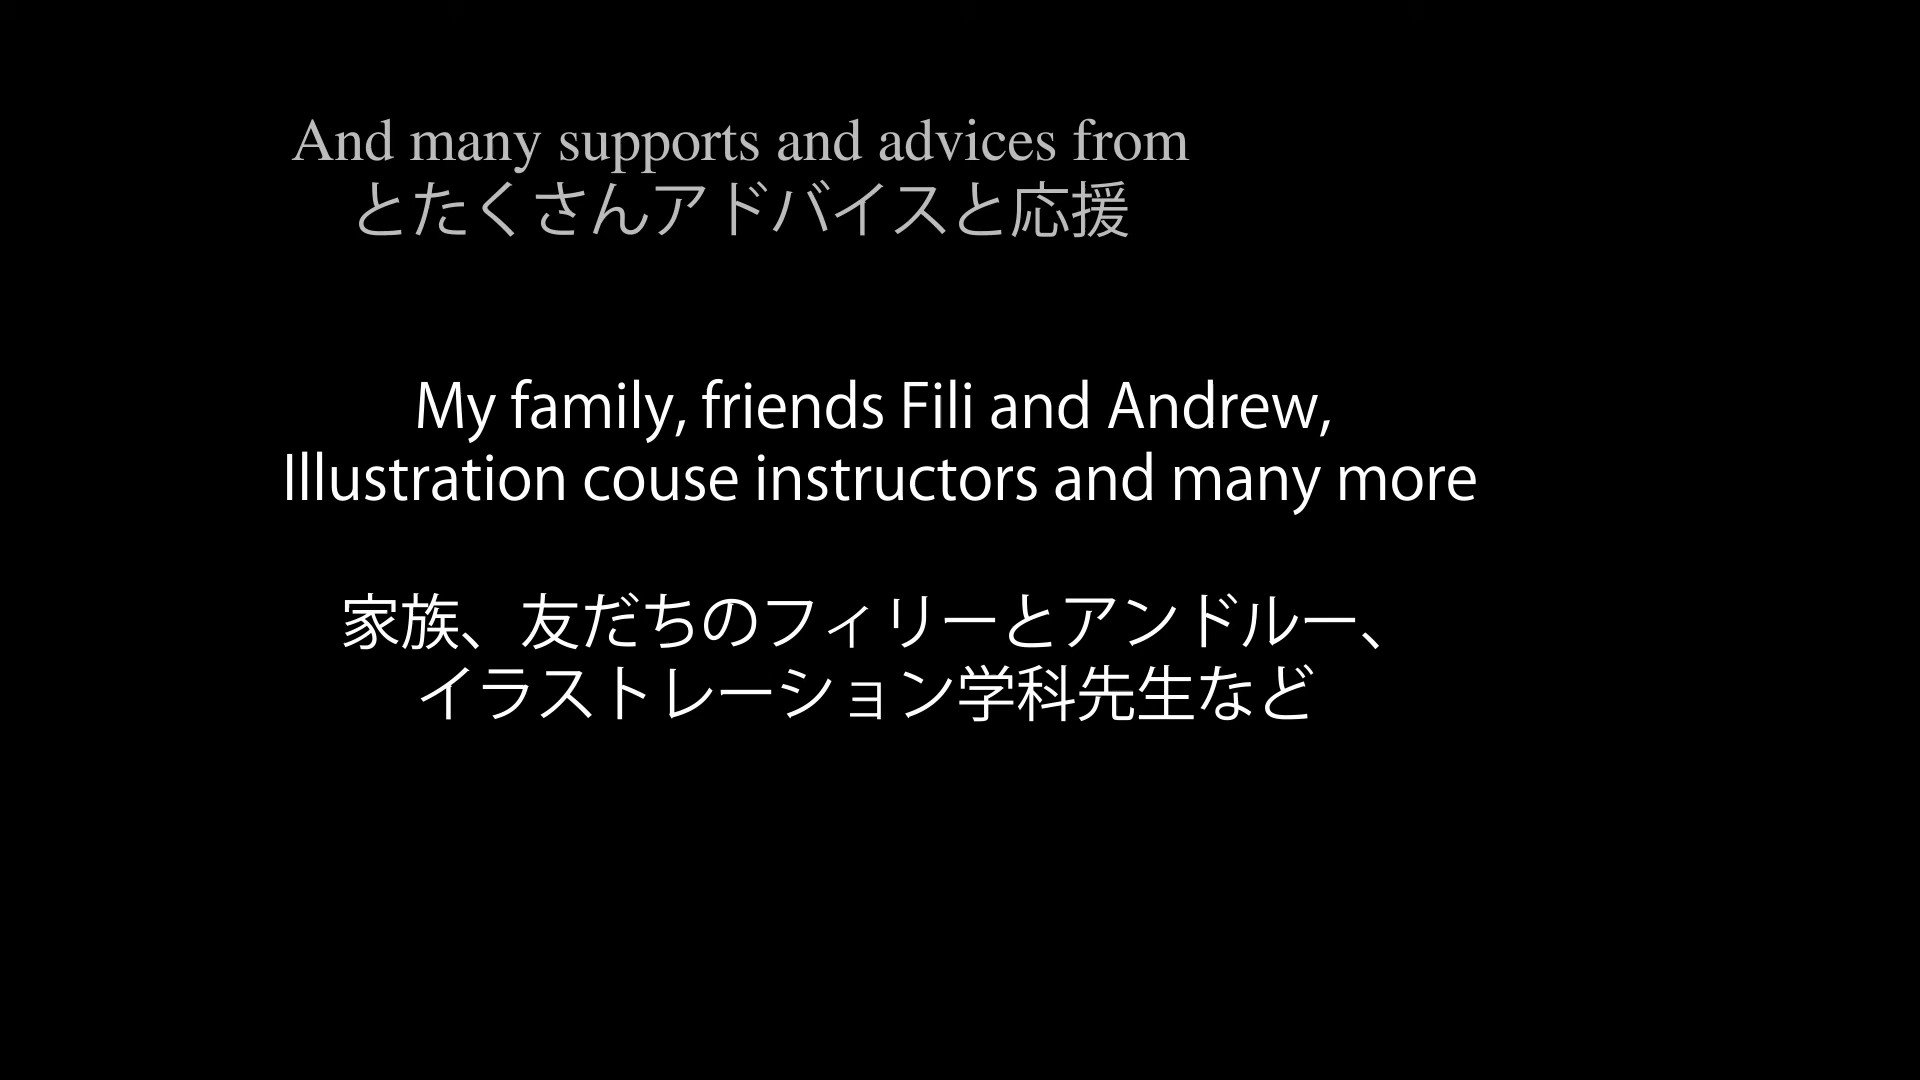 And many supports and advices from
とたくさんアドバイスと応援
My family, friends Fili and Andrew,
Illustration couse instructors and many more
家族、友だちのフィリーとアンドルー、
イラストレーション学科先生など